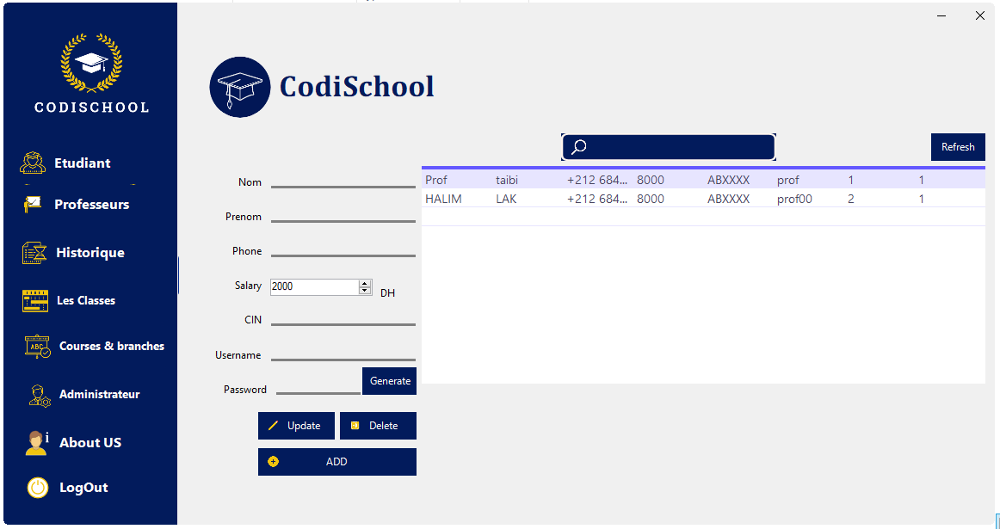 CODISCHOOL
Etudiant
Professeurs
Historique
Les Classes
ABC
Courses & branches
Administrateur
About US
LogOut
CodiSchool
Refresh
Nom
Prenom
Phone
Salary 2000 DH
CIN
Username
Password Generate
Update Delete
ADD
Prof taibi +212 684... 8000 ABXXXX prof 1 1
HALIM LAK +212 684... 8000 ABXXXX prof00 2 1